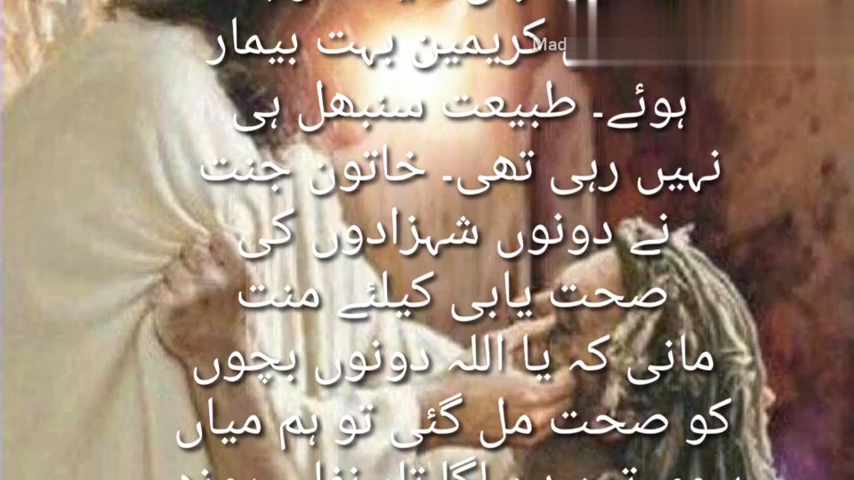 کریمین بہت بیمار
Mad
ہوئے۔ طبیعت سنبھل ہی
نہیں رہی تھی۔ خاتون جنت
نے دونوں شہزادوں کی
صحت یابی کیلئے منت
مانی کہ یا اللہ دونوں بچوں
کو صحت مل گئی تو ہم میاں